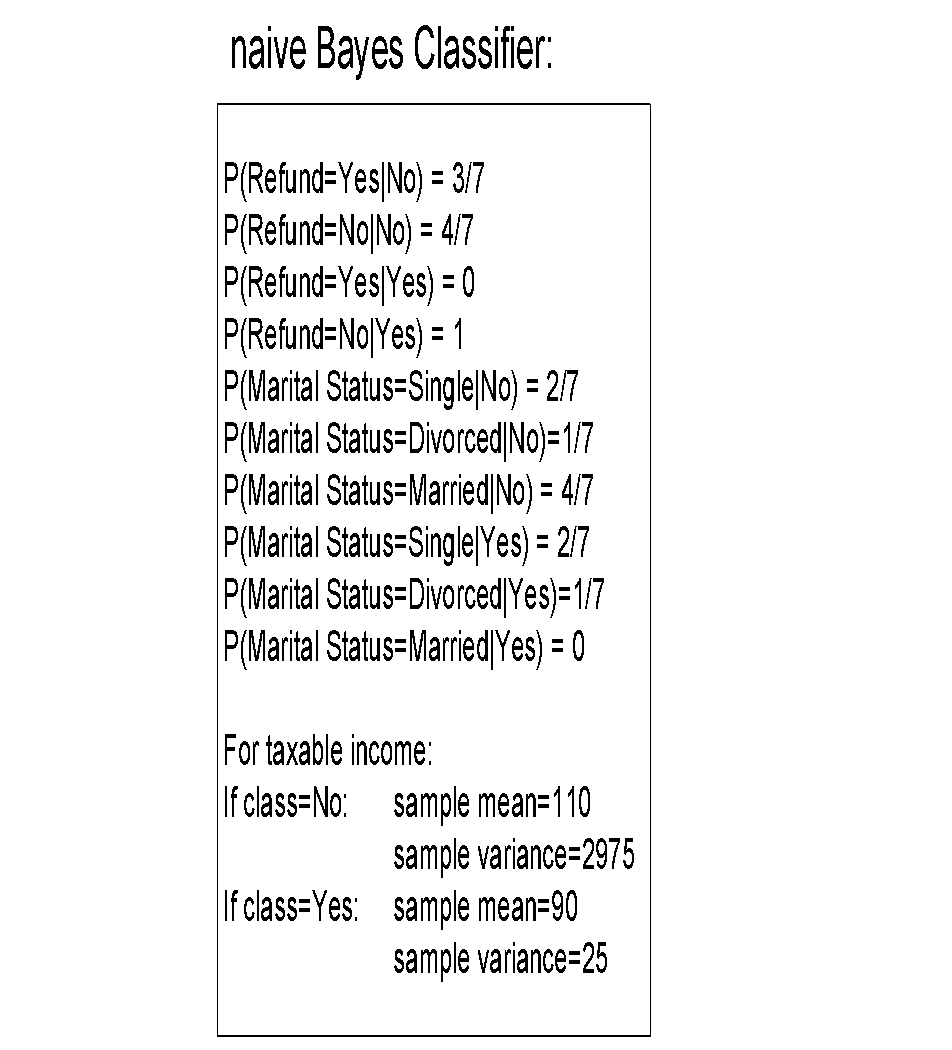 naive Bayes Classifier:
P(Refund=Yes|No) = 3/7
P(Refund=No|No) = 4/7
P(Refund=Yes|Yes) = 0
P(Refund=No|Yes) = 1
P(Marital Status=Single|No) = 2/7
P(Marital Status=Divorced|No)=1/7
P(Marital Status=Married|No) = 4/7
P(Marital Status=Single|Yes) = 2/7
P(Marital Status=Divorced|Yes)=1/7
P(Marital Status=Married|Yes) = 0
For taxable income:
If class=No: sample mean=110
sample variance=2975
If class=Yes: sample mean=90
sample variance=25